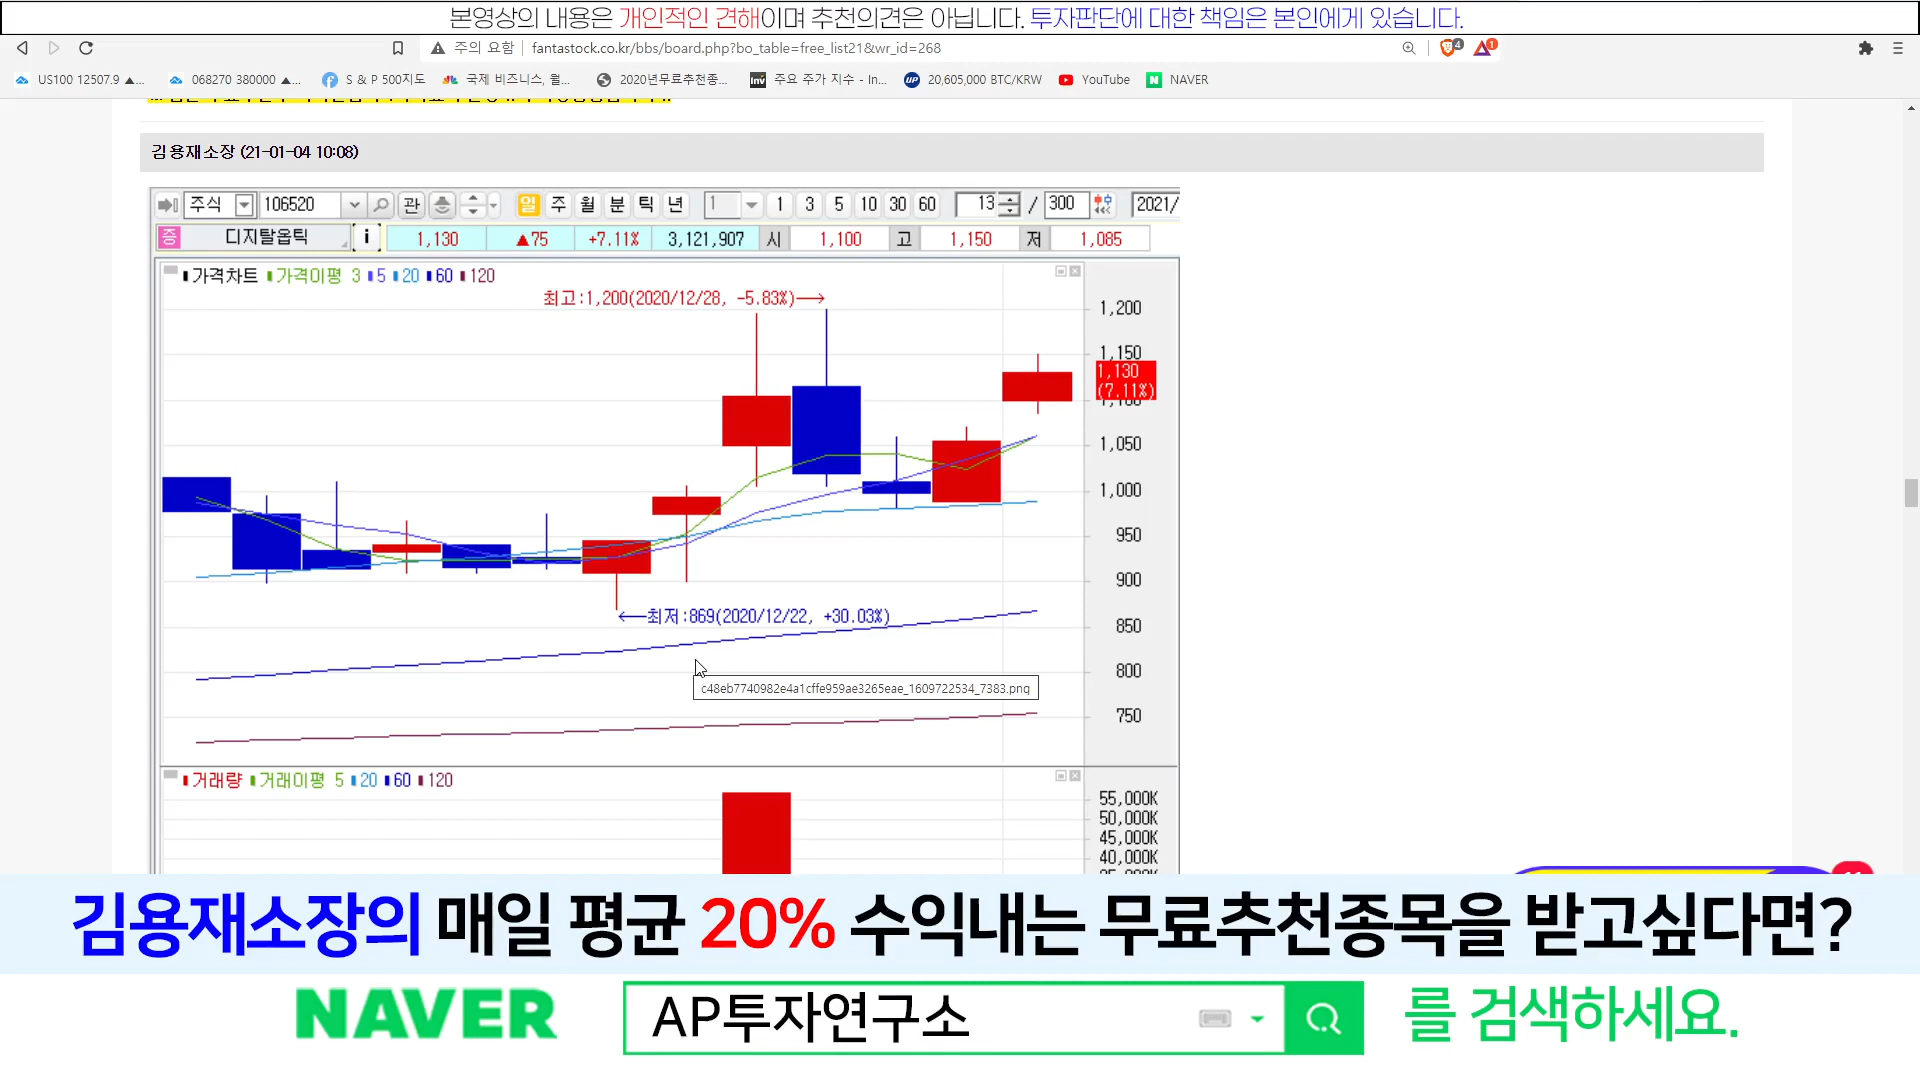 본영상의 내용은 개인적인 견해이며 추천의견은 아닙니다. 투자판단에 대한 책임은 본인에게 있습니다.
주의 요함 fantastock.co.kr/bbs/board.php?bo_table=free_list21&wr_id=268 4 1
US100 12507.9 ▲... 068270 380000 ▲... S & P 500지도 국제 비즈니스, 월... 2020년무료추천종... Inv 주요 주가 지수 - In... UP 20,605,000 BTC/KRW YouTube N NAVER
김용재소장 (21-01-04 10:08)
주식 106520 관 일 주 월 분 틱 년 1 1 3 5 10 30 60 13 / 300 2021/
증 디지탈옵틱 i 1,130 ▲75 +7.11% 3,121,907 시 1,100 고 1,150 저 1,085
가격차트 가격이평 3 5 20 60 120
최고:1,200(2020/12/28, -5.83%)→
1,200
1,150
1,130
(7.11%)
1,100
1,050
1,000
950
900
←최저:869(2020/12/22, +30.03%)
850
800
c48eb7740982e4a1cffe959ae3265eae_1609722534_7383.png
750
거래량 거래이평 5 20 60 120
55,000K
50,000K
45,000K
40,000K
김용재소장의 매일 평균 20% 수익내는 무료추천종목을 받고싶다면?
NAVER AP투자연구소 를 검색하세요.